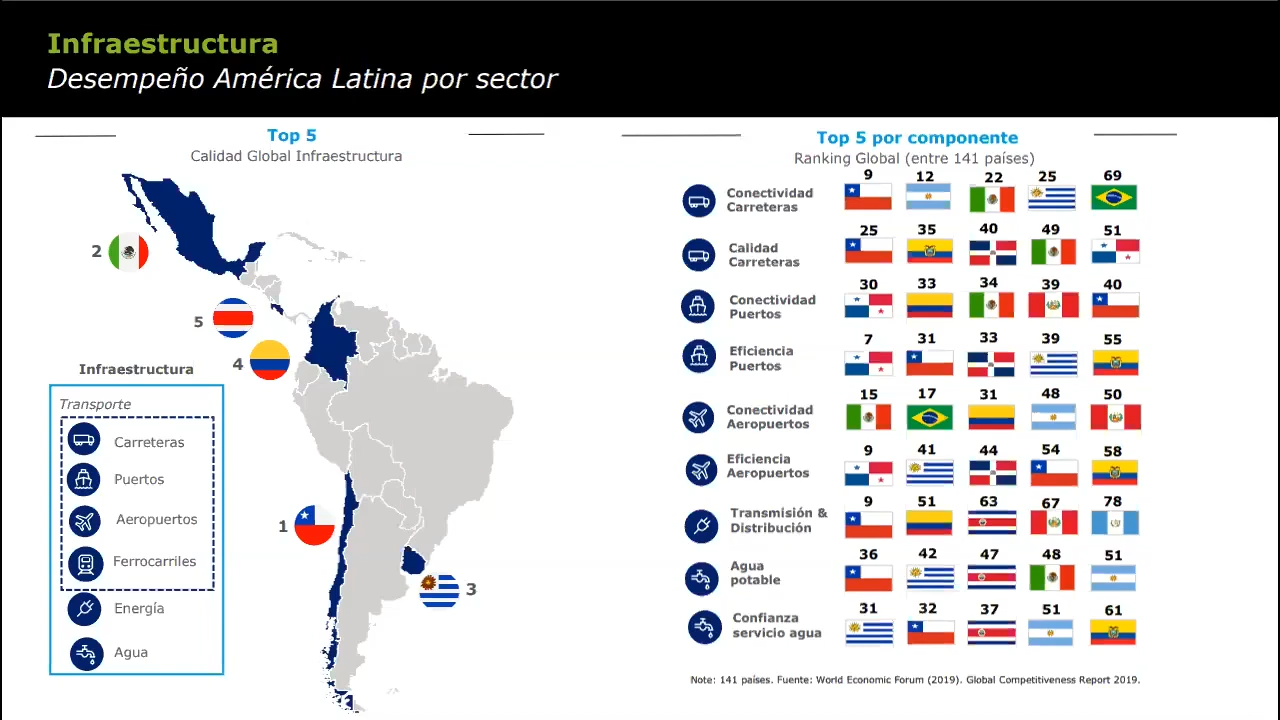 Infraestructura
Desempeño América Latina por sector
Top 5
Calidad Global Infraestructura
2
5
4
1
3
Infraestructura
Transporte
Carreteras
Puertos
Aeropuertos
Ferrocarriles
Energía
Agua
Top 5 por componente
Ranking Global (entre 141 países)
Conectividad
Carreteras
9 12 22 25 69
Calidad
Carreteras
25 35 40 49 51
Conectividad
Puertos
30 33 34 39 40
Eficiencia
Puertos
7 31 33 39 55
Conectividad
Aeropuertos
15 17 31 48 50
Eficiencia
Aeropuertos
9 41 44 54 58
Transmisión &
Distribución
9 51 63 67 78
Agua
potable
36 42 47 48 51
Confianza
servicio agua
31 32 37 51 61
Note: 141 países. Fuente: World Economic Forum (2019). Global Competitiveness Report 2019.